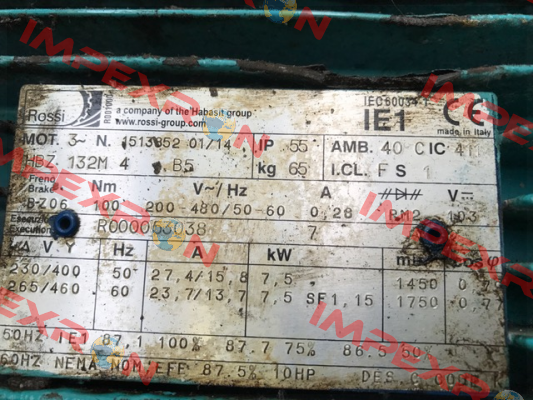 Rossi
a company of the Habasit group
www.rossi-group.com
IEC60034-1
IE1
CE
made in Italy
MOT. 3~ N. 1513852 01/14 IP 55 AMB. 40 C IC
HBZ 132M 4 B5 kg 65 I.CL. F S 1
Freno Brake Nm V~/Hz A V
BZ06 100 200-480/50-60 0,28 RM2 103
Execution R000053038 7
Δ V Y Hz A kW cos φ
230/400 50 27,4/15,8 7,5 1450 0,7
265/460 60 23,7/13,7 7,5 SF1,15 1750 0,7
50HZ IE1 87,1 100% 87.7 75% 86.5 50%
60HZ NEMA NOM.EFF 87.5% 10HP DES
IMPEXRON